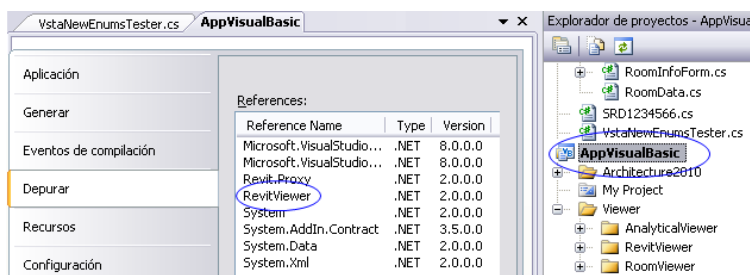 VstaNewEnumsTester.cs AppVisualBasic
Aplicación
Generar
Eventos de compilación
Depurar
Recursos
Configuración
References:
Reference Name Type Version
Microsoft.VisualStudio... .NET 8.0.0.0
Microsoft.VisualStudio... .NET 8.0.0.0
Revit.Proxy .NET 2.0.0.0
RevitViewer .NET 2.0.0.0
System .NET 2.0.0.0
System.AddIn.Contract .NET 3.5.0.0
System.Data .NET 2.0.0.0
System.Xml .NET 2.0.0.0
Explorador de proyectos - AppVisua
RoomInfoForm.cs
RoomData.cs
SRD1234566.cs
VstaNewEnumsTester.cs
AppVisualBasic
Architecture2010
My Project
Viewer
AnalyticalViewer
RevitViewer
RoomViewer